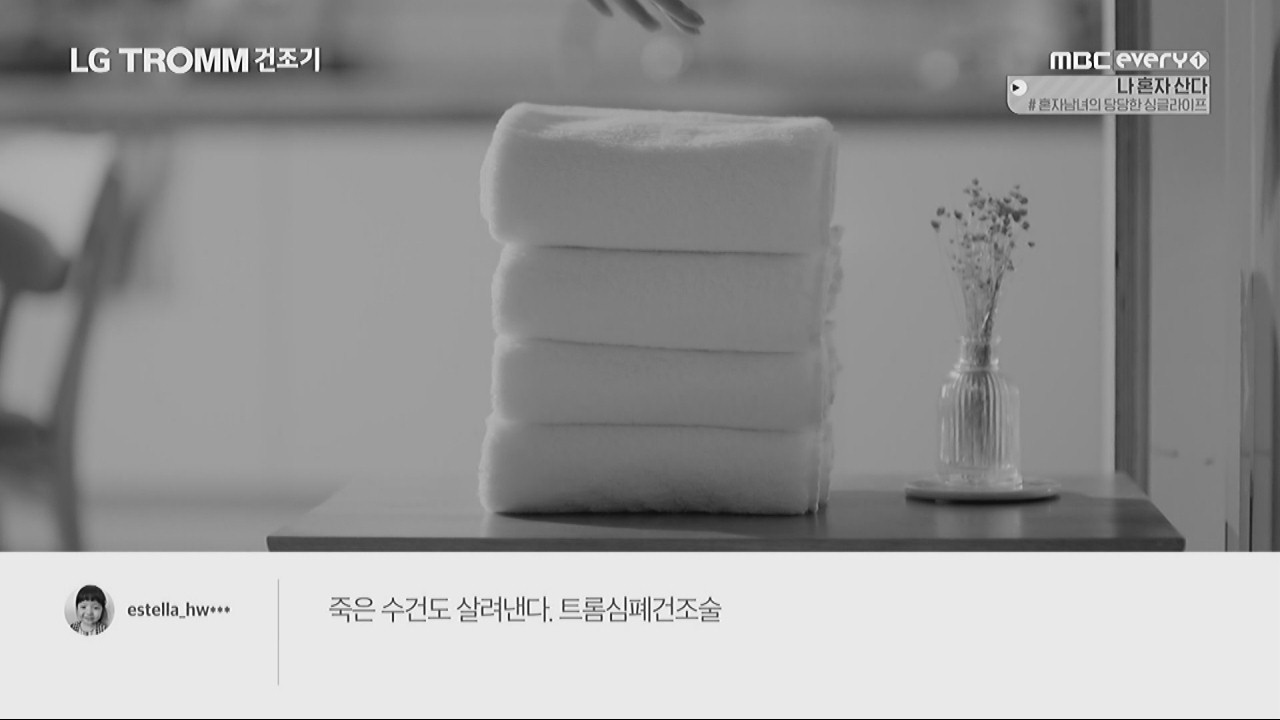 LG TROMM 건조기
MBC every1
나 혼자 산다
# 혼자남녀의 당당한 싱글라이프
estella_hw***
죽은 수건도 살려낸다. 트롬심폐건조술